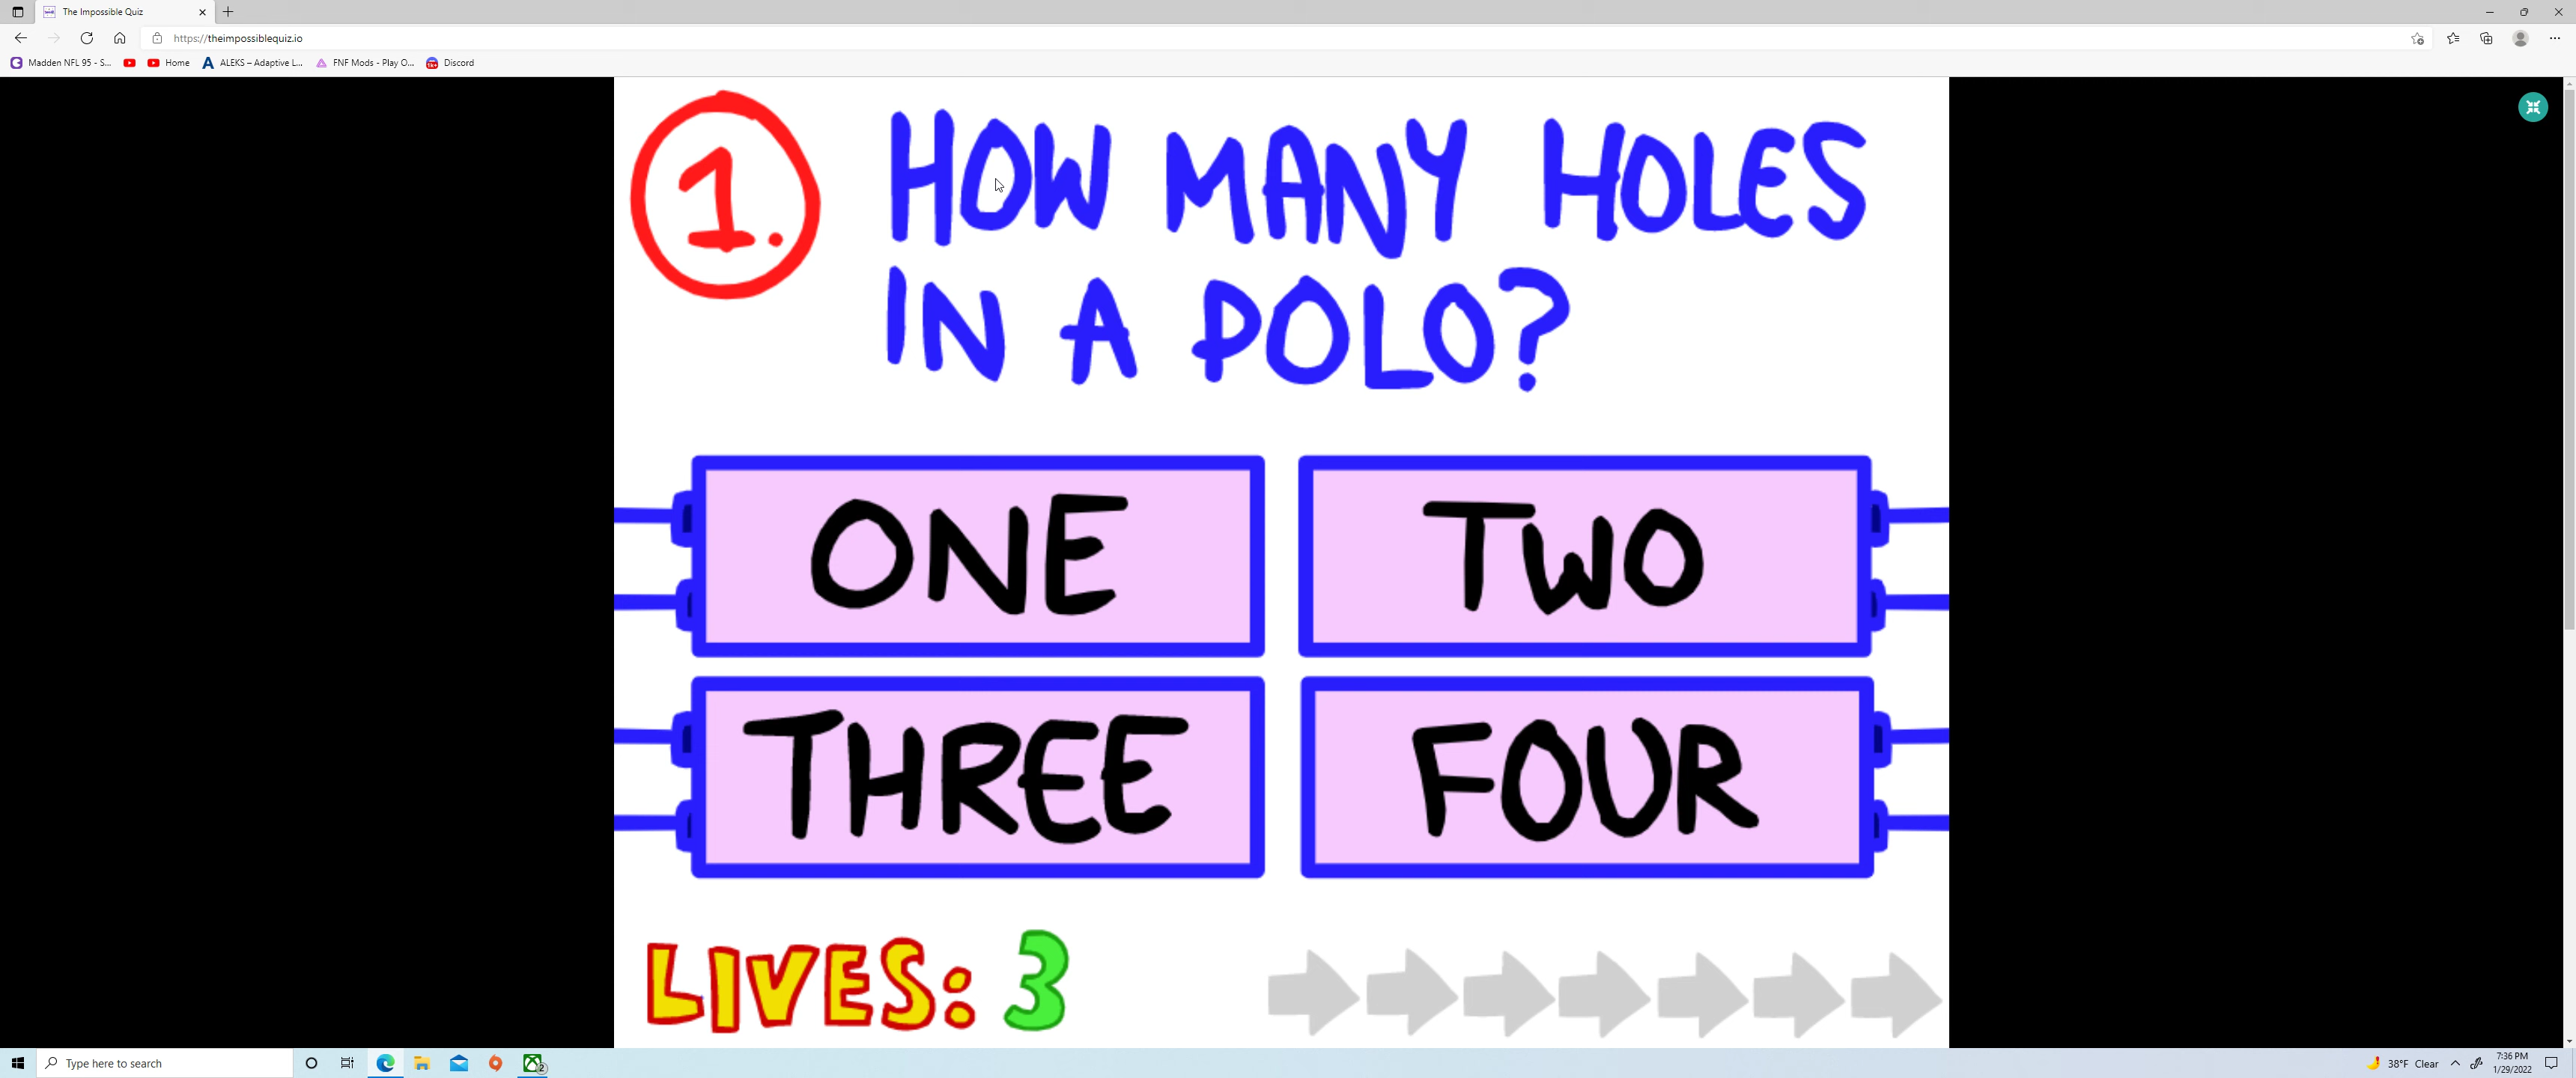 The Impossible Quiz
https://theimpossiblequiz.io
Madden NFL 95 - S... Home ALEKS – Adaptive L... FNF Mods - Play O... Discord
1. HOW MANY HOLES
IN A POLO?
ONE TWO
THREE FOUR
LIVES: 3
Type here to search
2
38°F Clear
7:36 PM
1/29/2022